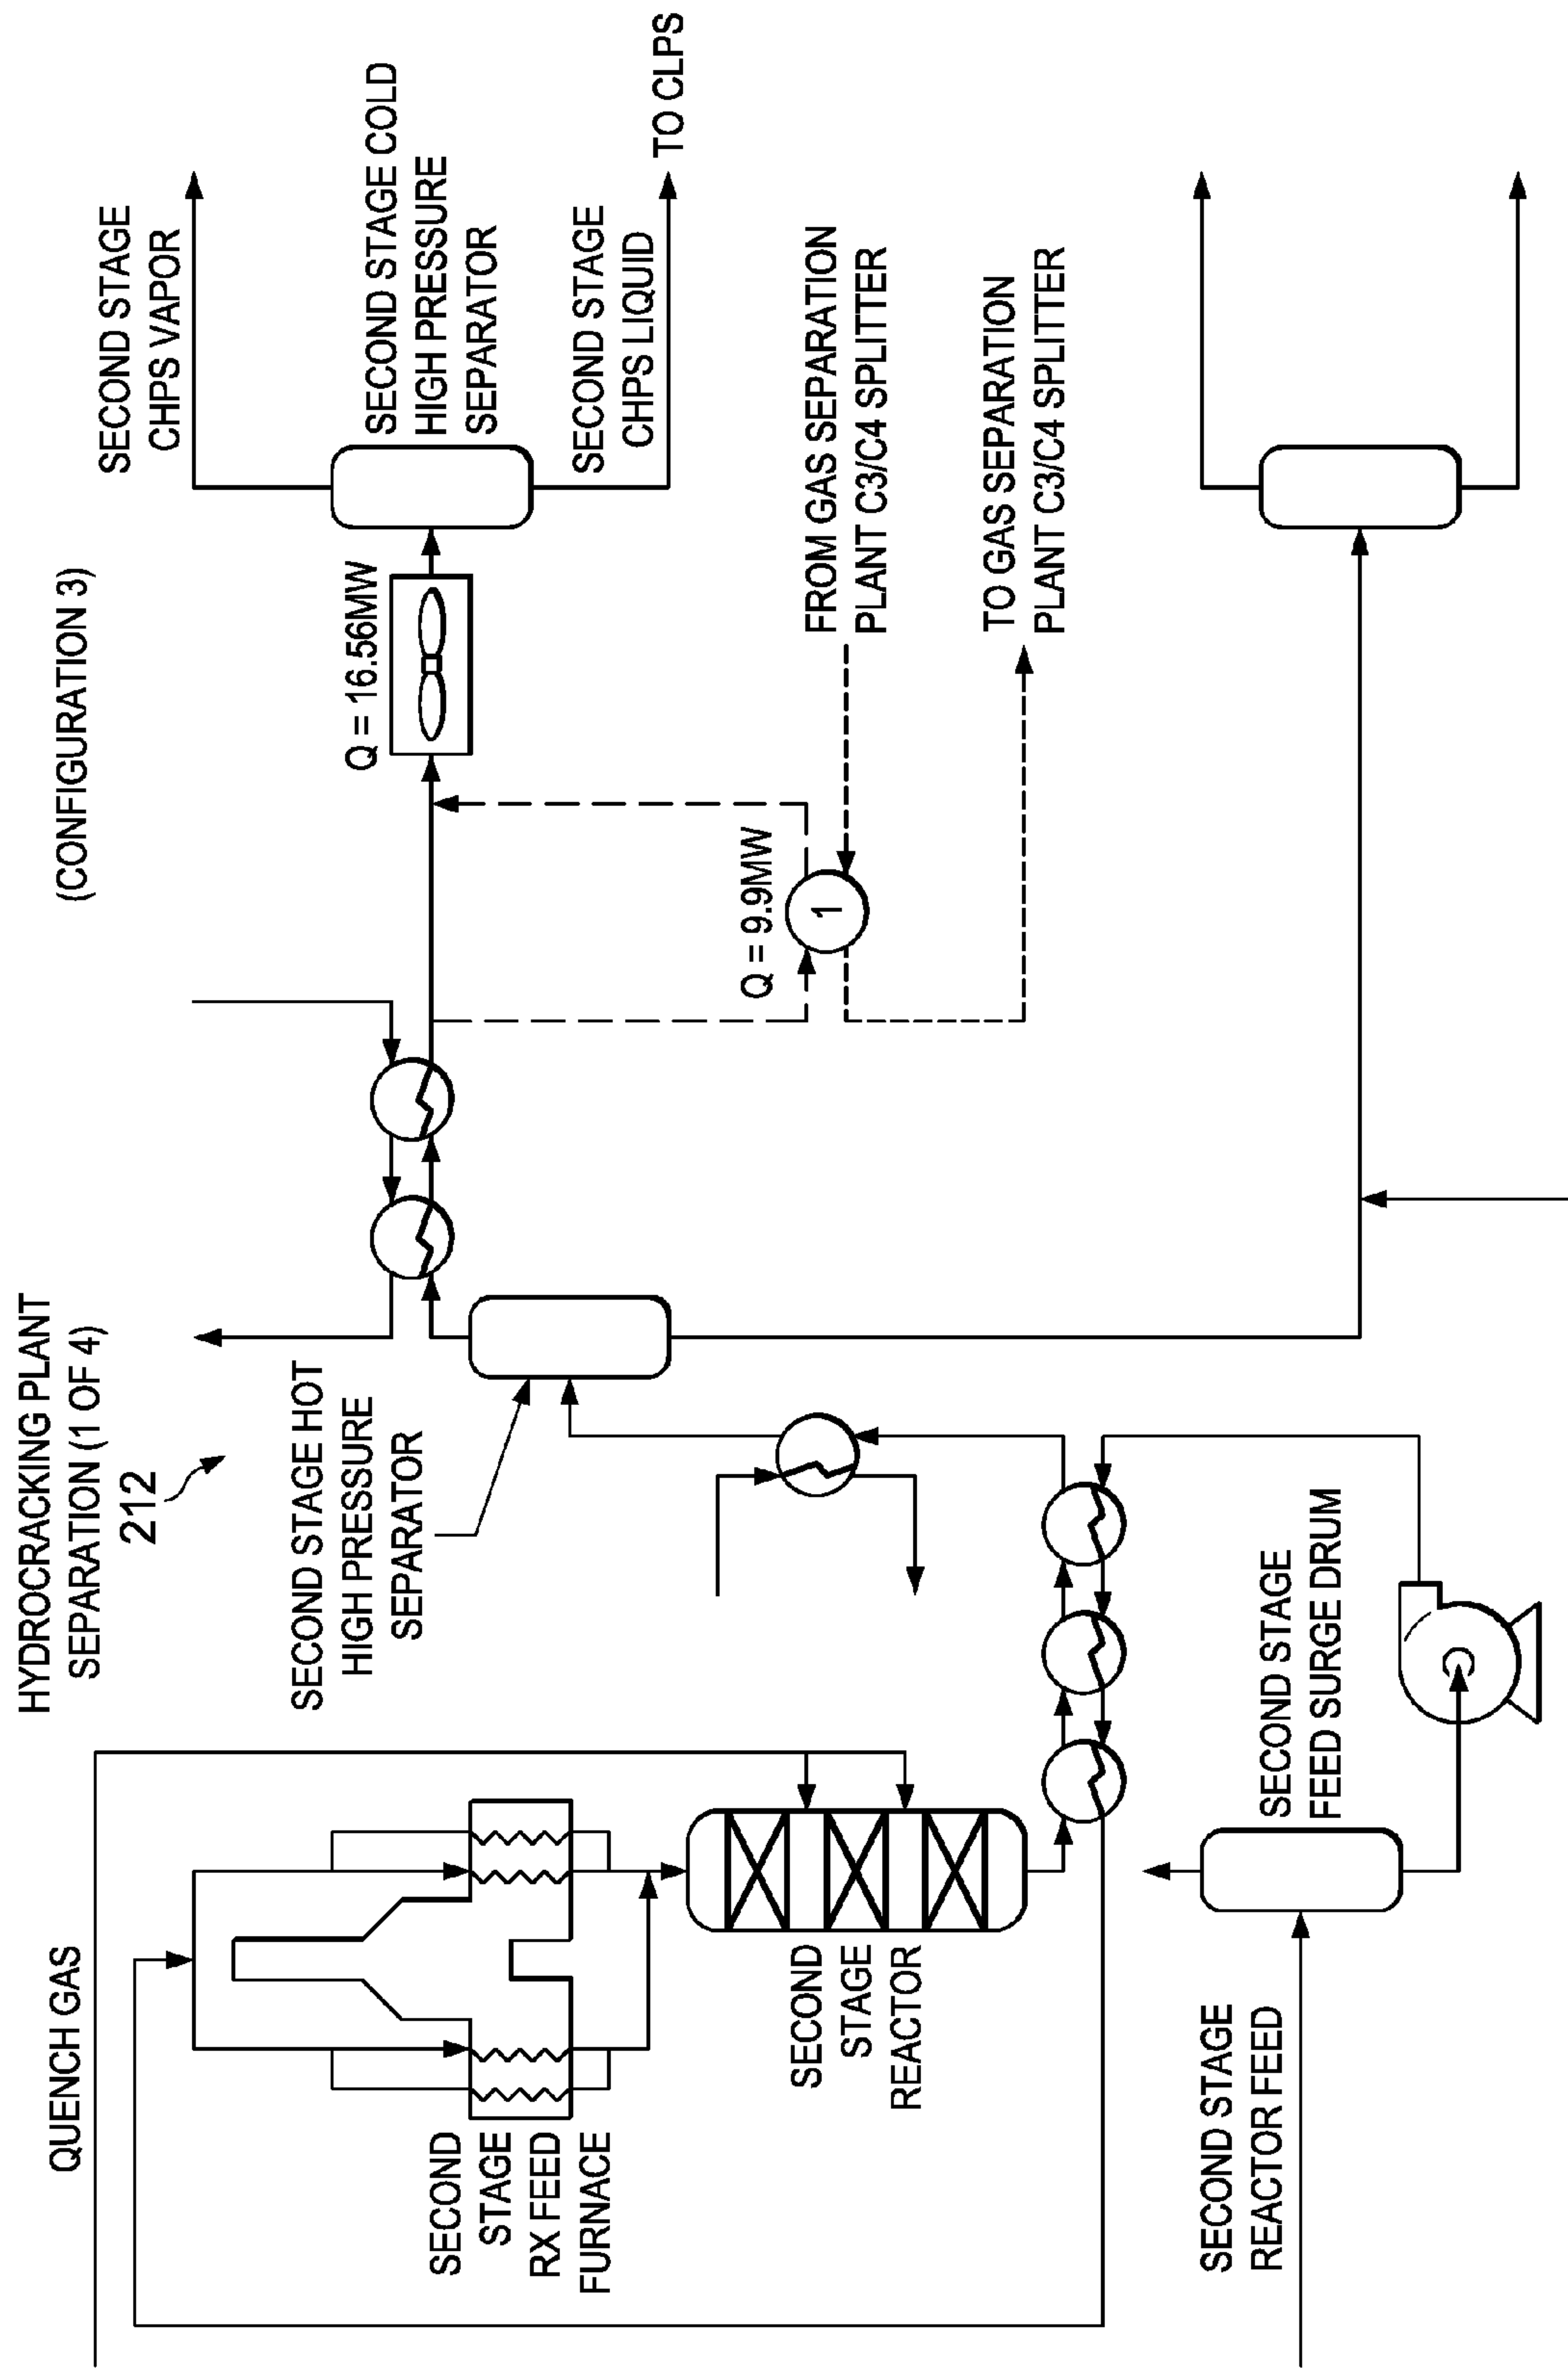 HYDROCRACKING PLANT
SEPARATION (1 OF 4)
212
(CONFIGURATION 3)
QUENCH GAS
SECOND
STAGE
RX FEED
FURNACE
SECOND
STAGE
REACTOR
SECOND STAGE HOT
HIGH PRESSURE
SEPARATOR
Q = 16.56MW
SECOND STAGE
CHPS VAPOR
SECOND STAGE COLD
HIGH PRESSURE
SEPARATOR
SECOND STAGE
CHPS LIQUID
TO CLPS
Q = 9.9MW
1
FROM GAS SEPARATION
PLANT C3/C4 SPLITTER
TO GAS SEPARATION
PLANT C3/C4 SPLITTER
SECOND STAGE
REACTOR FEED
SECOND STAGE
FEED SURGE DRUM